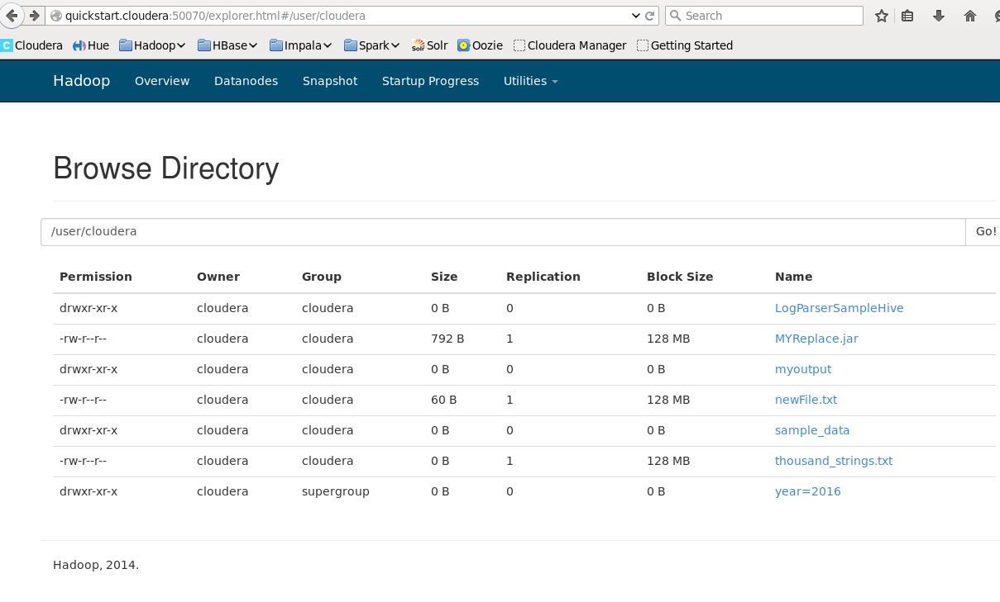 quickstart.cloudera:50070/explorer.html#/user/cloudera Search
C Cloudera Hue Hadoop HBase Impala Spark Solr Solr Oozie Cloudera Manager Getting Started
Hadoop Overview Datanodes Snapshot Startup Progress Utilities
Browse Directory
/user/cloudera Go!
Permission Owner Group Size Replication Block Size Name
drwxr-xr-x cloudera cloudera 0 B 0 0 B LogParserSampleHive
-rw-r--r-- cloudera cloudera 792 B 1 128 MB MYReplace.jar
drwxr-xr-x cloudera cloudera 0 B 0 0 B myoutput
-rw-r--r-- cloudera cloudera 60 B 1 128 MB newFile.txt
drwxr-xr-x cloudera cloudera 0 B 0 0 B sample_data
-rw-r--r-- cloudera cloudera 0 B 1 128 MB thousand_strings.txt
drwxr-xr-x cloudera supergroup 0 B 0 0 B year=2016
Hadoop, 2014.